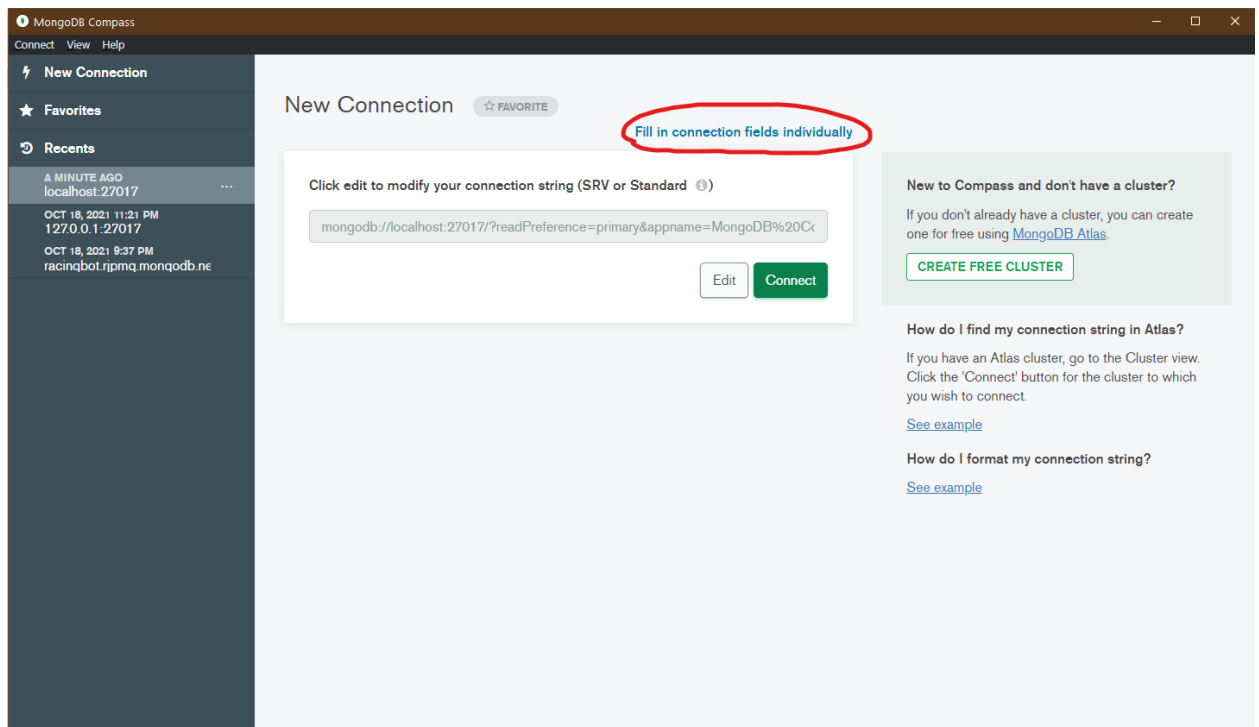 MongoDB Compass
Connect View Help
New Connection
Favorites
Recents
A MINUTE AGO
localhost:27017
...
OCT 18, 2021 11:21 PM
127.0.0.1:27017
OCT 18, 2021 9:37 PM
racingbot.rjpmq.mongodb.ne
New Connection
FAVORITE
Fill in connection fields individually
Click edit to modify your connection string (SRV or Standard )
mongodb://localhost:27017/?readPreference=primary&appname=MongoDB%20Co
Edit
Connect
New to Compass and don't have a cluster?
If you don't already have a cluster, you can create
one for free using MongoDB Atlas.
CREATE FREE CLUSTER
How do I find my connection string in Atlas?
If you have an Atlas cluster, go to the Cluster view.
Click the 'Connect' button for the cluster to which
you wish to connect.
See example
How do I format my connection string?
See example